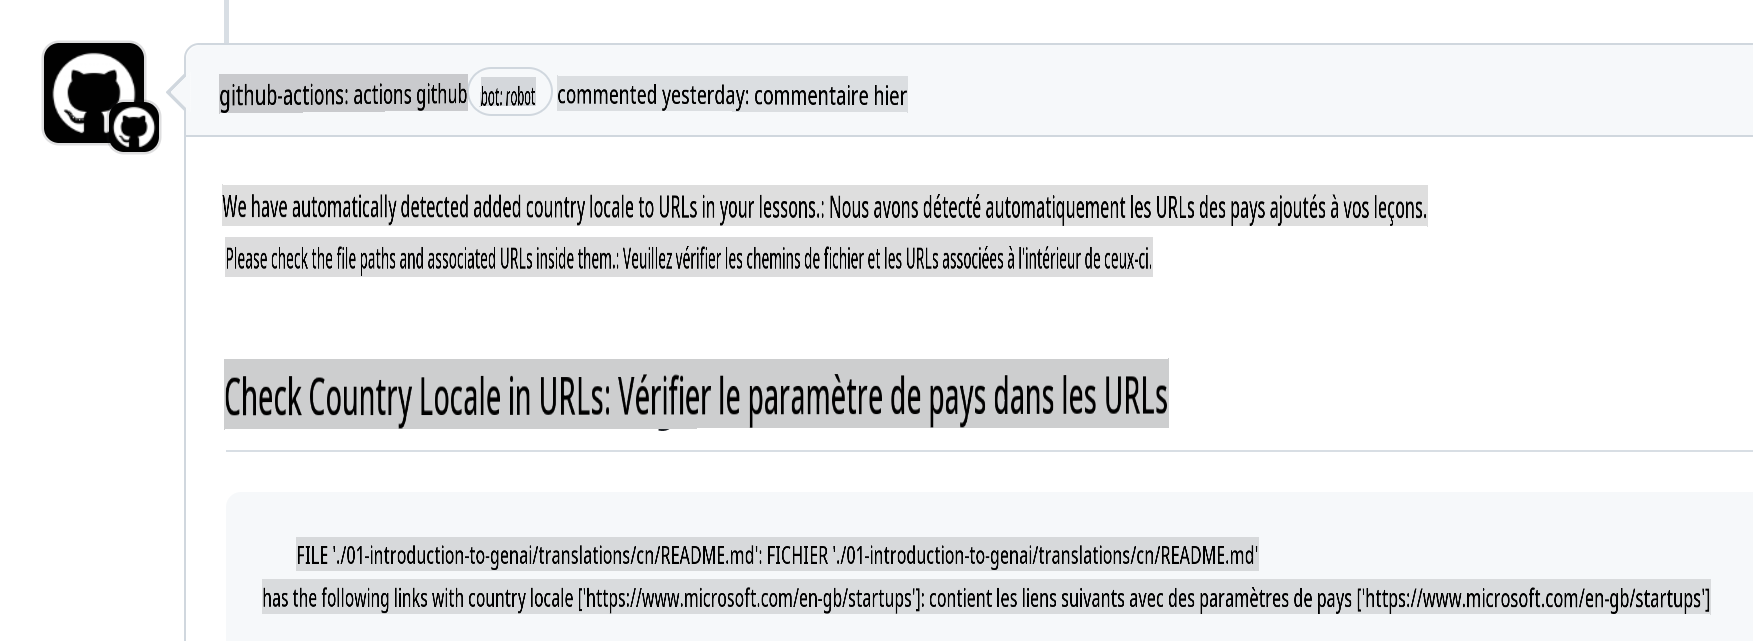 github-actions: actions github bot: robot commented yesterday: commentaire hier
We have automatically detected added country locale to URLs in your lessons.: Nous avons détecté automatiquement les URLs des pays ajoutés à vos leçons.
Please check the file paths and associated URLs inside them.: Veuillez vérifier les chemins de fichier et les URLs associées à l'intérieur de ceux-ci.
Check Country Locale in URLs: Vérifier le paramètre de pays dans les URLs
FILE './01-introduction-to-genai/translations/cn/README.md': FICHIER './01-introduction-to-genai/translations/cn/README.md'
has the following links with country locale ['https://www.microsoft.com/en-gb/startups']: contient les liens suivants avec des paramètres de pays ['https://www.microsoft.com/en-gb/startups']